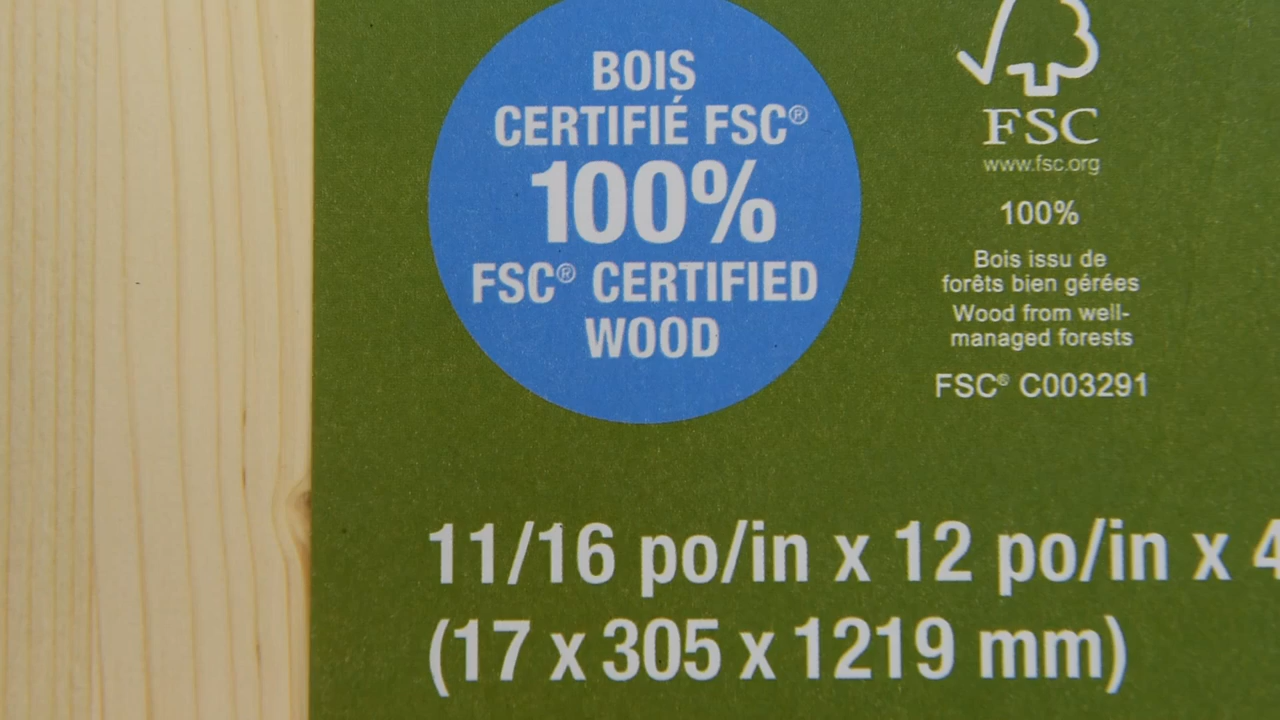 BOIS
CERTIFIÉ FSC®
100%
FSC® CERTIFIED
WOOD
FSC
www.fsc.org
100%
Bois issu de
forêts bien gérées
Wood from well-
managed forests
FSC® C003291
11/16 po/in x 12 po/in x 4
(17 x 305 x 1219 mm)